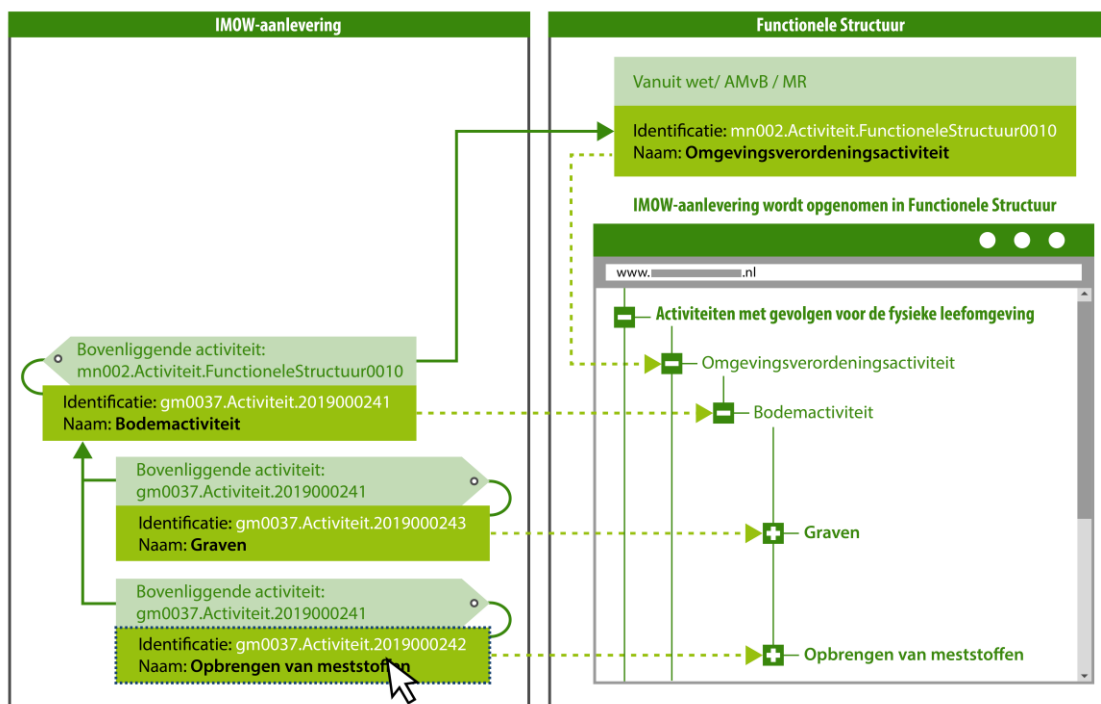 IMOW-aanlevering
Bovenliggende activiteit:
mn002.Activiteit.FunctioneleStructuur0010
Identificatie: gm0037.Activiteit.2019000241
Naam: Bodemactiviteit
Bovenliggende activiteit:
gm0037.Activiteit.2019000241
Identificatie: gm0037.Activiteit.2019000243
Naam: Graven
Bovenliggende activiteit:
gm0037.Activiteit.2019000241
Identificatie: gm0037.Activiteit.2019000242
Naam: Opbrengen van meststoffen
Functionele Structuur
Vanuit wet/ AMvB / MR
Identificatie: mn002.Activiteit.FunctioneleStructuur0010
Naam: Omgevingsverordeningsactiviteit
IMOW-aanlevering wordt opgenomen in Functionele Structuur
www. .nl
Activiteiten met gevolgen voor de fysieke leefomgeving
Omgevingsverordeningsactiviteit
Bodemactiviteit
Graven
Opbrengen van meststoffen